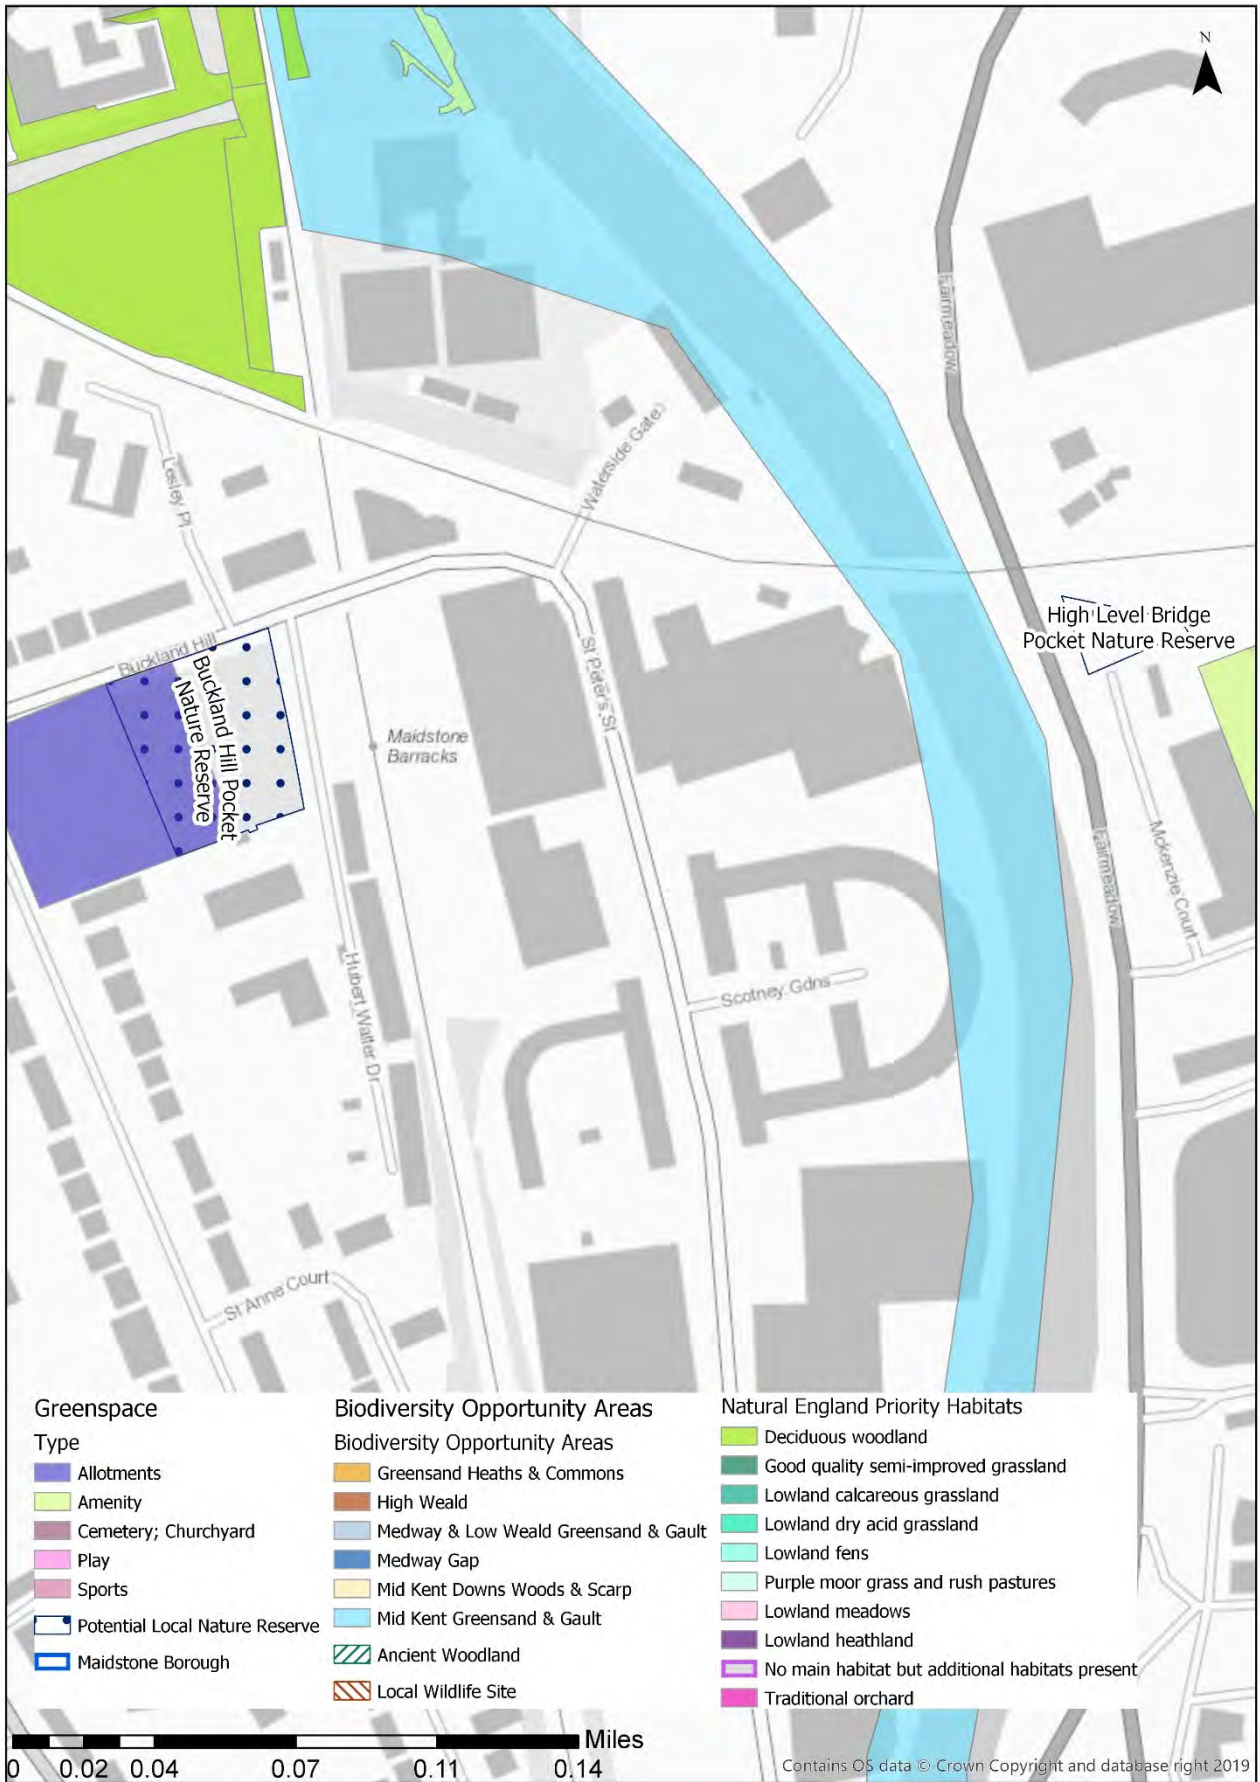 N
Fairmeadow
Waterside Gate
Lesley Pl
High Level Bridge
Pocket Nature Reserve
Buckland Hill
Buckland Hill Pocket
Nature Reserve
St Peter's St
Maidstone
Barracks
Fairmeadow
Mckenzie Court
Hubert Walter Dr
Scotney Gdns
St Anne Court
Greenspace
Type
Allotments
Amenity
Cemetery; Churchyard
Play
Sports
Potential Local Nature Reserve
Maidstone Borough
Biodiversity Opportunity Areas
Biodiversity Opportunity Areas
Greensand Heaths & Commons
High Weald
Medway & Low Weald Greensand & Gault
Medway Gap
Mid Kent Downs Woods & Scarp
Mid Kent Greensand & Gault
Ancient Woodland
Local Wildlife Site
Natural England Priority Habitats
Deciduous woodland
Good quality semi-improved grassland
Lowland calcareous grassland
Lowland dry acid grassland
Lowland fens
Purple moor grass and rush pastures
Lowland meadows
Lowland heathland
No main habitat but additional habitats present
Traditional orchard
Miles
0 0.02 0.04 0.07 0.11 0.14
Contains OS data © Crown Copyright and database right 2019